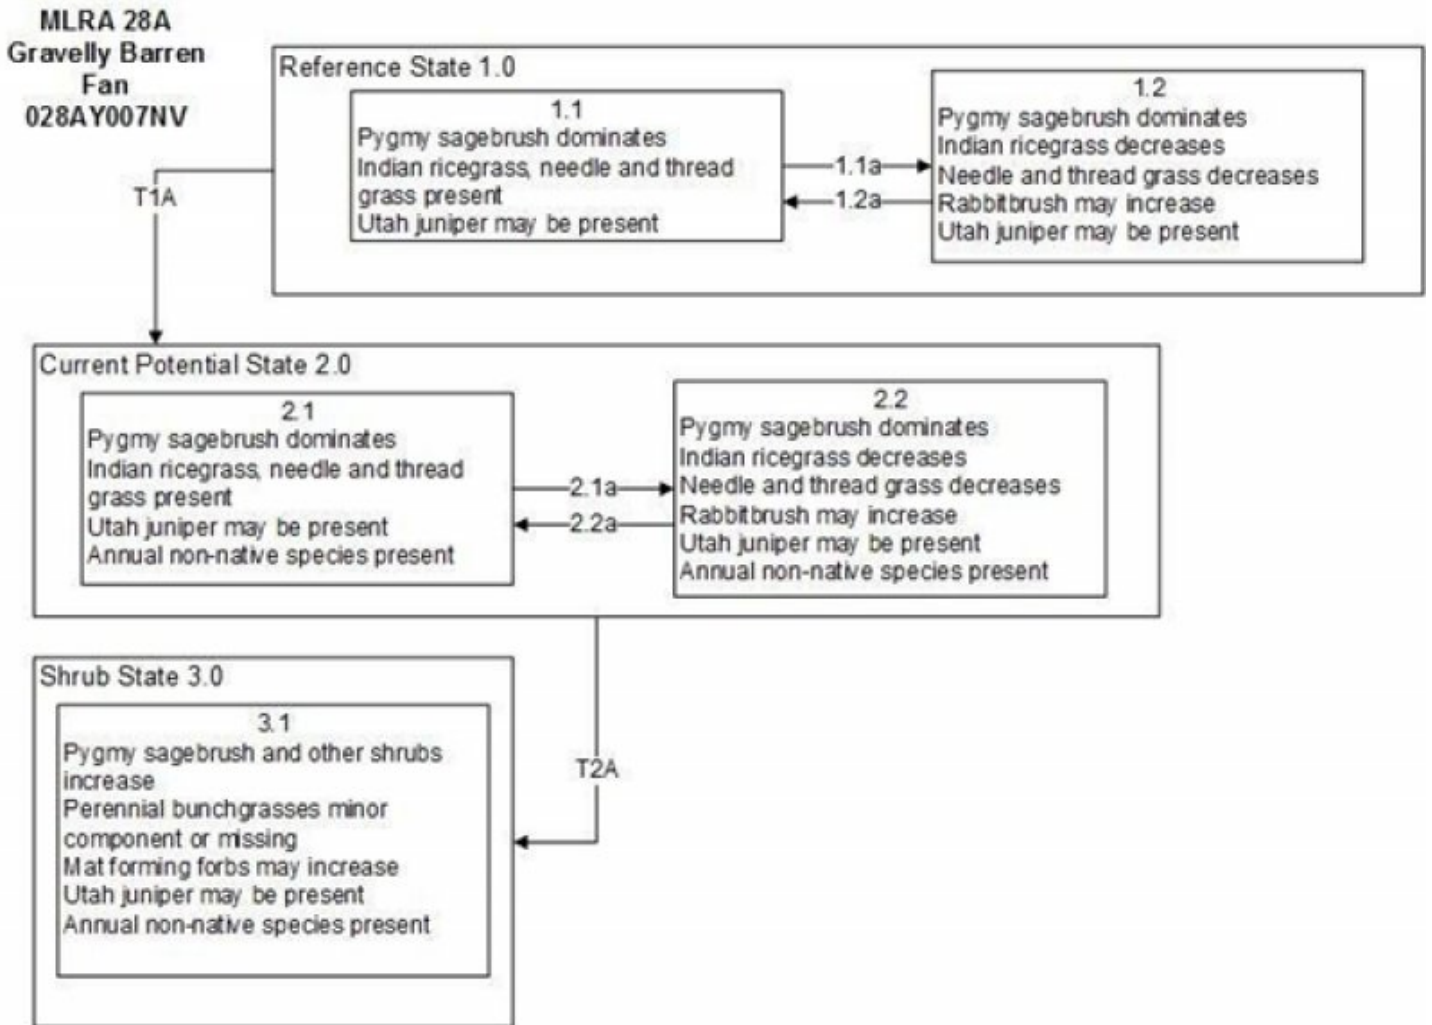 MLRA 28A
Gravelly Barren
Fan
028AY007NV
Reference State 1.0
1.1
Pygmy sagebrush dominates
Indian ricegrass, needle and thread
grass present
Utah juniper may be present
1.1a
1.2a
1.2
Pygmy sagebrush dominates
Indian ricegrass decreases
Needle and thread grass decreases
Rabbitbrush may increase
Utah juniper may be present
T1A
Current Potential State 2.0
2.1
Pygmy sagebrush dominates
Indian ricegrass, needle and thread
grass present
Utah juniper may be present
Annual non-native species present
2.1a
2.2a
2.2
Pygmy sagebrush dominates
Indian ricegrass decreases
Needle and thread grass decreases
Rabbitbrush may increase
Utah juniper may be present
Annual non-native species present
Shrub State 3.0
3.1
Pygmy sagebrush and other shrubs
increase
Perennial bunchgrasses minor
component or missing
Mat forming forbs may increase
Utah juniper may be present
Annual non-native species present
T2A